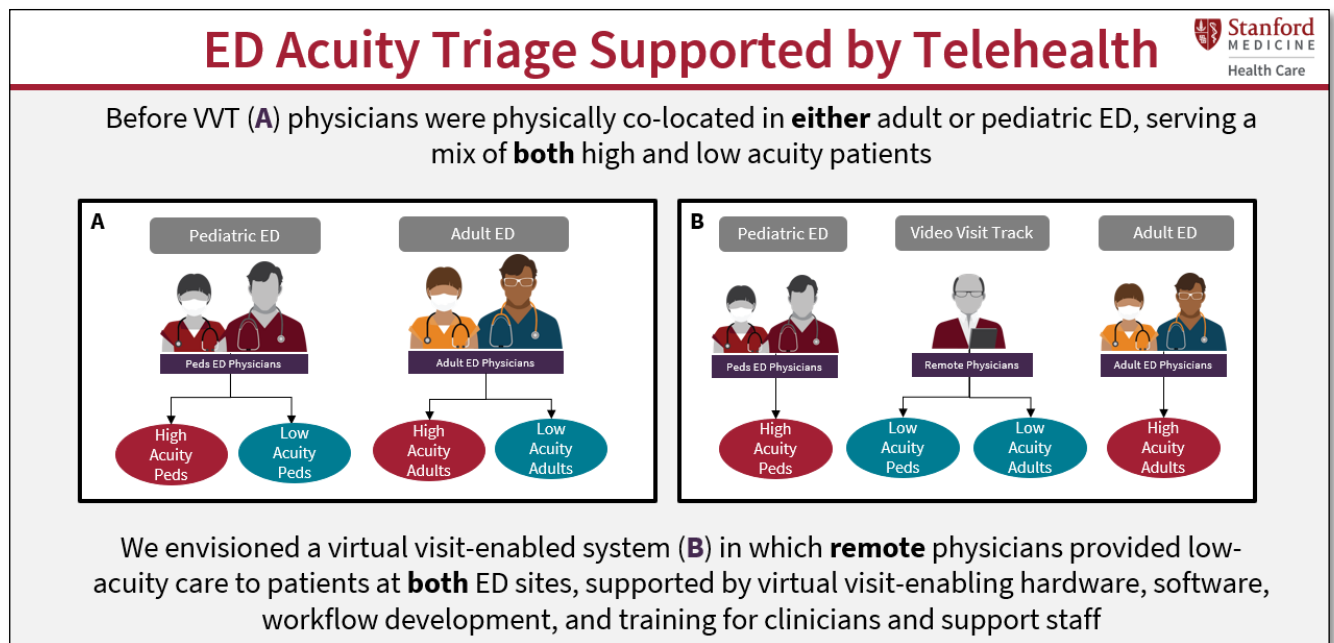 ED Acuity Triage Supported by Telehealth
Stanford
MEDICINE
Health Care
Before VVT (A) physicians were physically co-located in either adult or pediatric ED, serving a
mix of both high and low acuity patients
A
Pediatric ED
Adult ED
Peds ED Physicians
Adult ED Physicians
High
Acuity
Peds
Low
Acuity
Peds
High
Acuity
Adults
Low
Acuity
Adults
B
Pediatric ED
Video Visit Track
Adult ED
Peds ED Physicians
Remote Physicians
Adult ED Physicians
High
Acuity
Peds
Low
Acuity
Peds
Low
Acuity
Adults
High
Acuity
Adults
We envisioned a virtual visit-enabled system (B) in which remote physicians provided low-
acuity care to patients at both ED sites, supported by virtual visit-enabling hardware, software,
workflow development, and training for clinicians and support staff